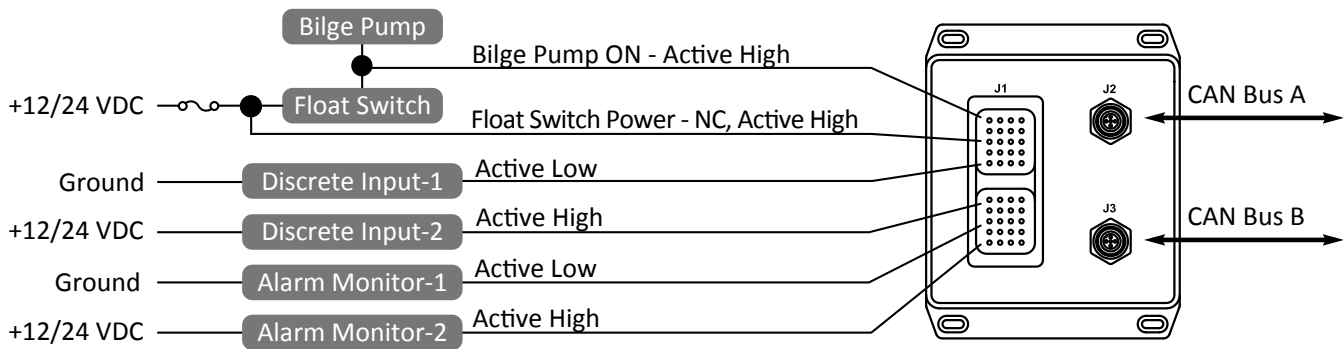 Bilge Pump
Bilge Pump ON - Active High
+12/24 VDC
Float Switch
Float Switch Power - NC, Active High
Ground
Discrete Input-1
Active Low
+12/24 VDC
Discrete Input-2
Active High
Ground
Alarm Monitor-1
Active Low
+12/24 VDC
Alarm Monitor-2
Active High
J1
J2
CAN Bus A
J3
CAN Bus B